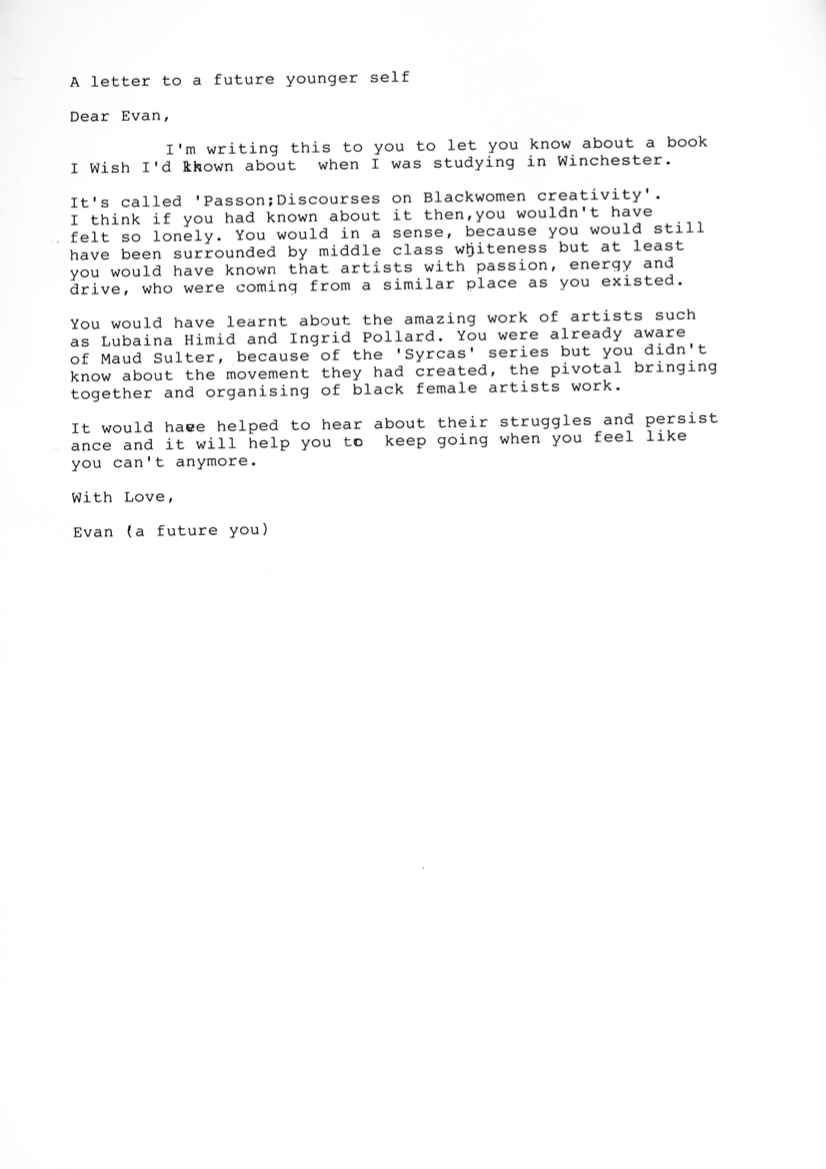 A letter to a future younger self
Dear Evan,
I'm writing this to you to let you know about a book
I Wish I'd known about when I was studying in Winchester.
It's called 'Passon;Discourses on Blackwomen creativity'.
I think if you had known about it then,you wouldn't have
felt so lonely. You would in a sense, because you would still
have been surrounded by middle class whiteness but at least
you would have known that artists with passion, energy and
drive, who were coming from a similar place as you existed.
You would have learnt about the amazing work of artists such
as Lubaina Himid and Ingrid Pollard. You were already aware
of Maud Sulter, because of the 'Syrcas' series but you didn't
know about the movement they had created, the pivotal bringing
together and organising of black female artists work.
It would have helped to hear about their struggles and persist
ance and it will help you to keep going when you feel like
you can't anymore.
With Love,
Evan (a future you)